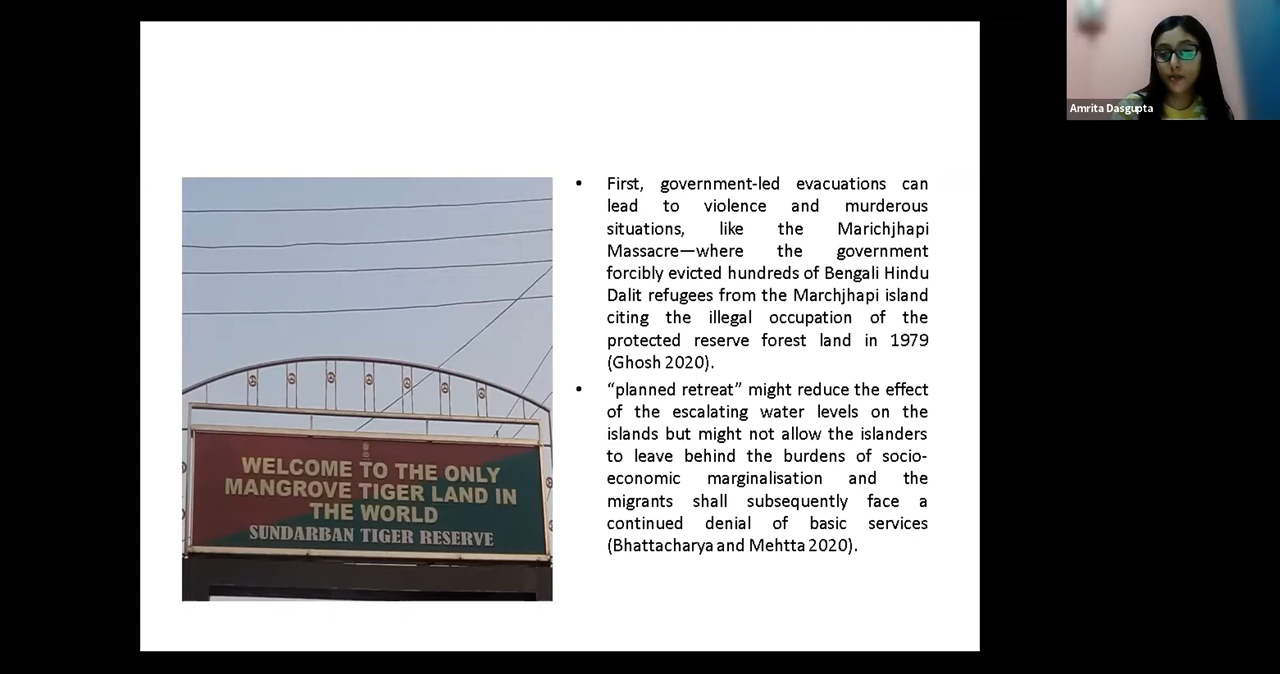 Amrita Dasgupta
• First, government-led evacuations can
lead to violence and murderous
situations, like the Marichjhapi
Massacre—where the government
forcibly evicted hundreds of Bengali Hindu
Dalit refugees from the Marchjhapi island
citing the illegal occupation of the
protected reserve forest land in 1979
(Ghosh 2020).
• “planned retreat” might reduce the effect
of the escalating water levels on the
islands but might not allow the islanders
to leave behind the burdens of socio-
economic marginalisation and the
migrants shall subsequently face a
continued denial of basic services
(Bhattacharya and Mehtta 2020).
WELCOME TO THE ONLY
MANGROVE TIGER LAND IN
THE WORLD
SUNDARBAN TIGER RESERVE